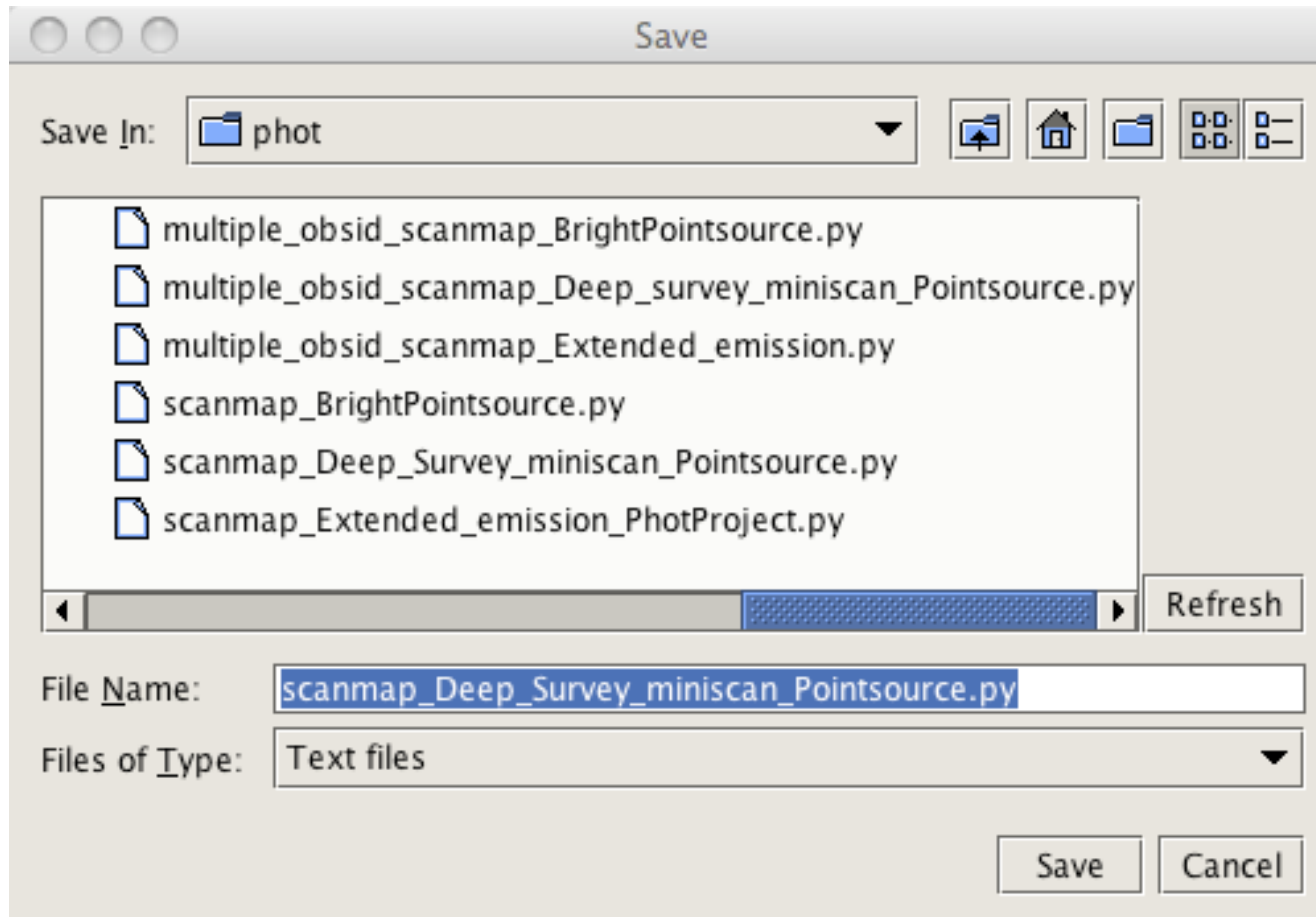 Save
Save In: phot
multiple_obsid_scanmap_BrightPointsource.py
multiple_obsid_scanmap_Deep_survey_miniscan_Pointsource.py
multiple_obsid_scanmap_Extended_emission.py
scanmap_BrightPointsource.py
scanmap_Deep_Survey_miniscan_Pointsource.py
scanmap_Extended_emission_PhotProject.py
Refresh
File Name: scanmap_Deep_Survey_miniscan_Pointsource.py
Files of Type: Text files
Save Cancel